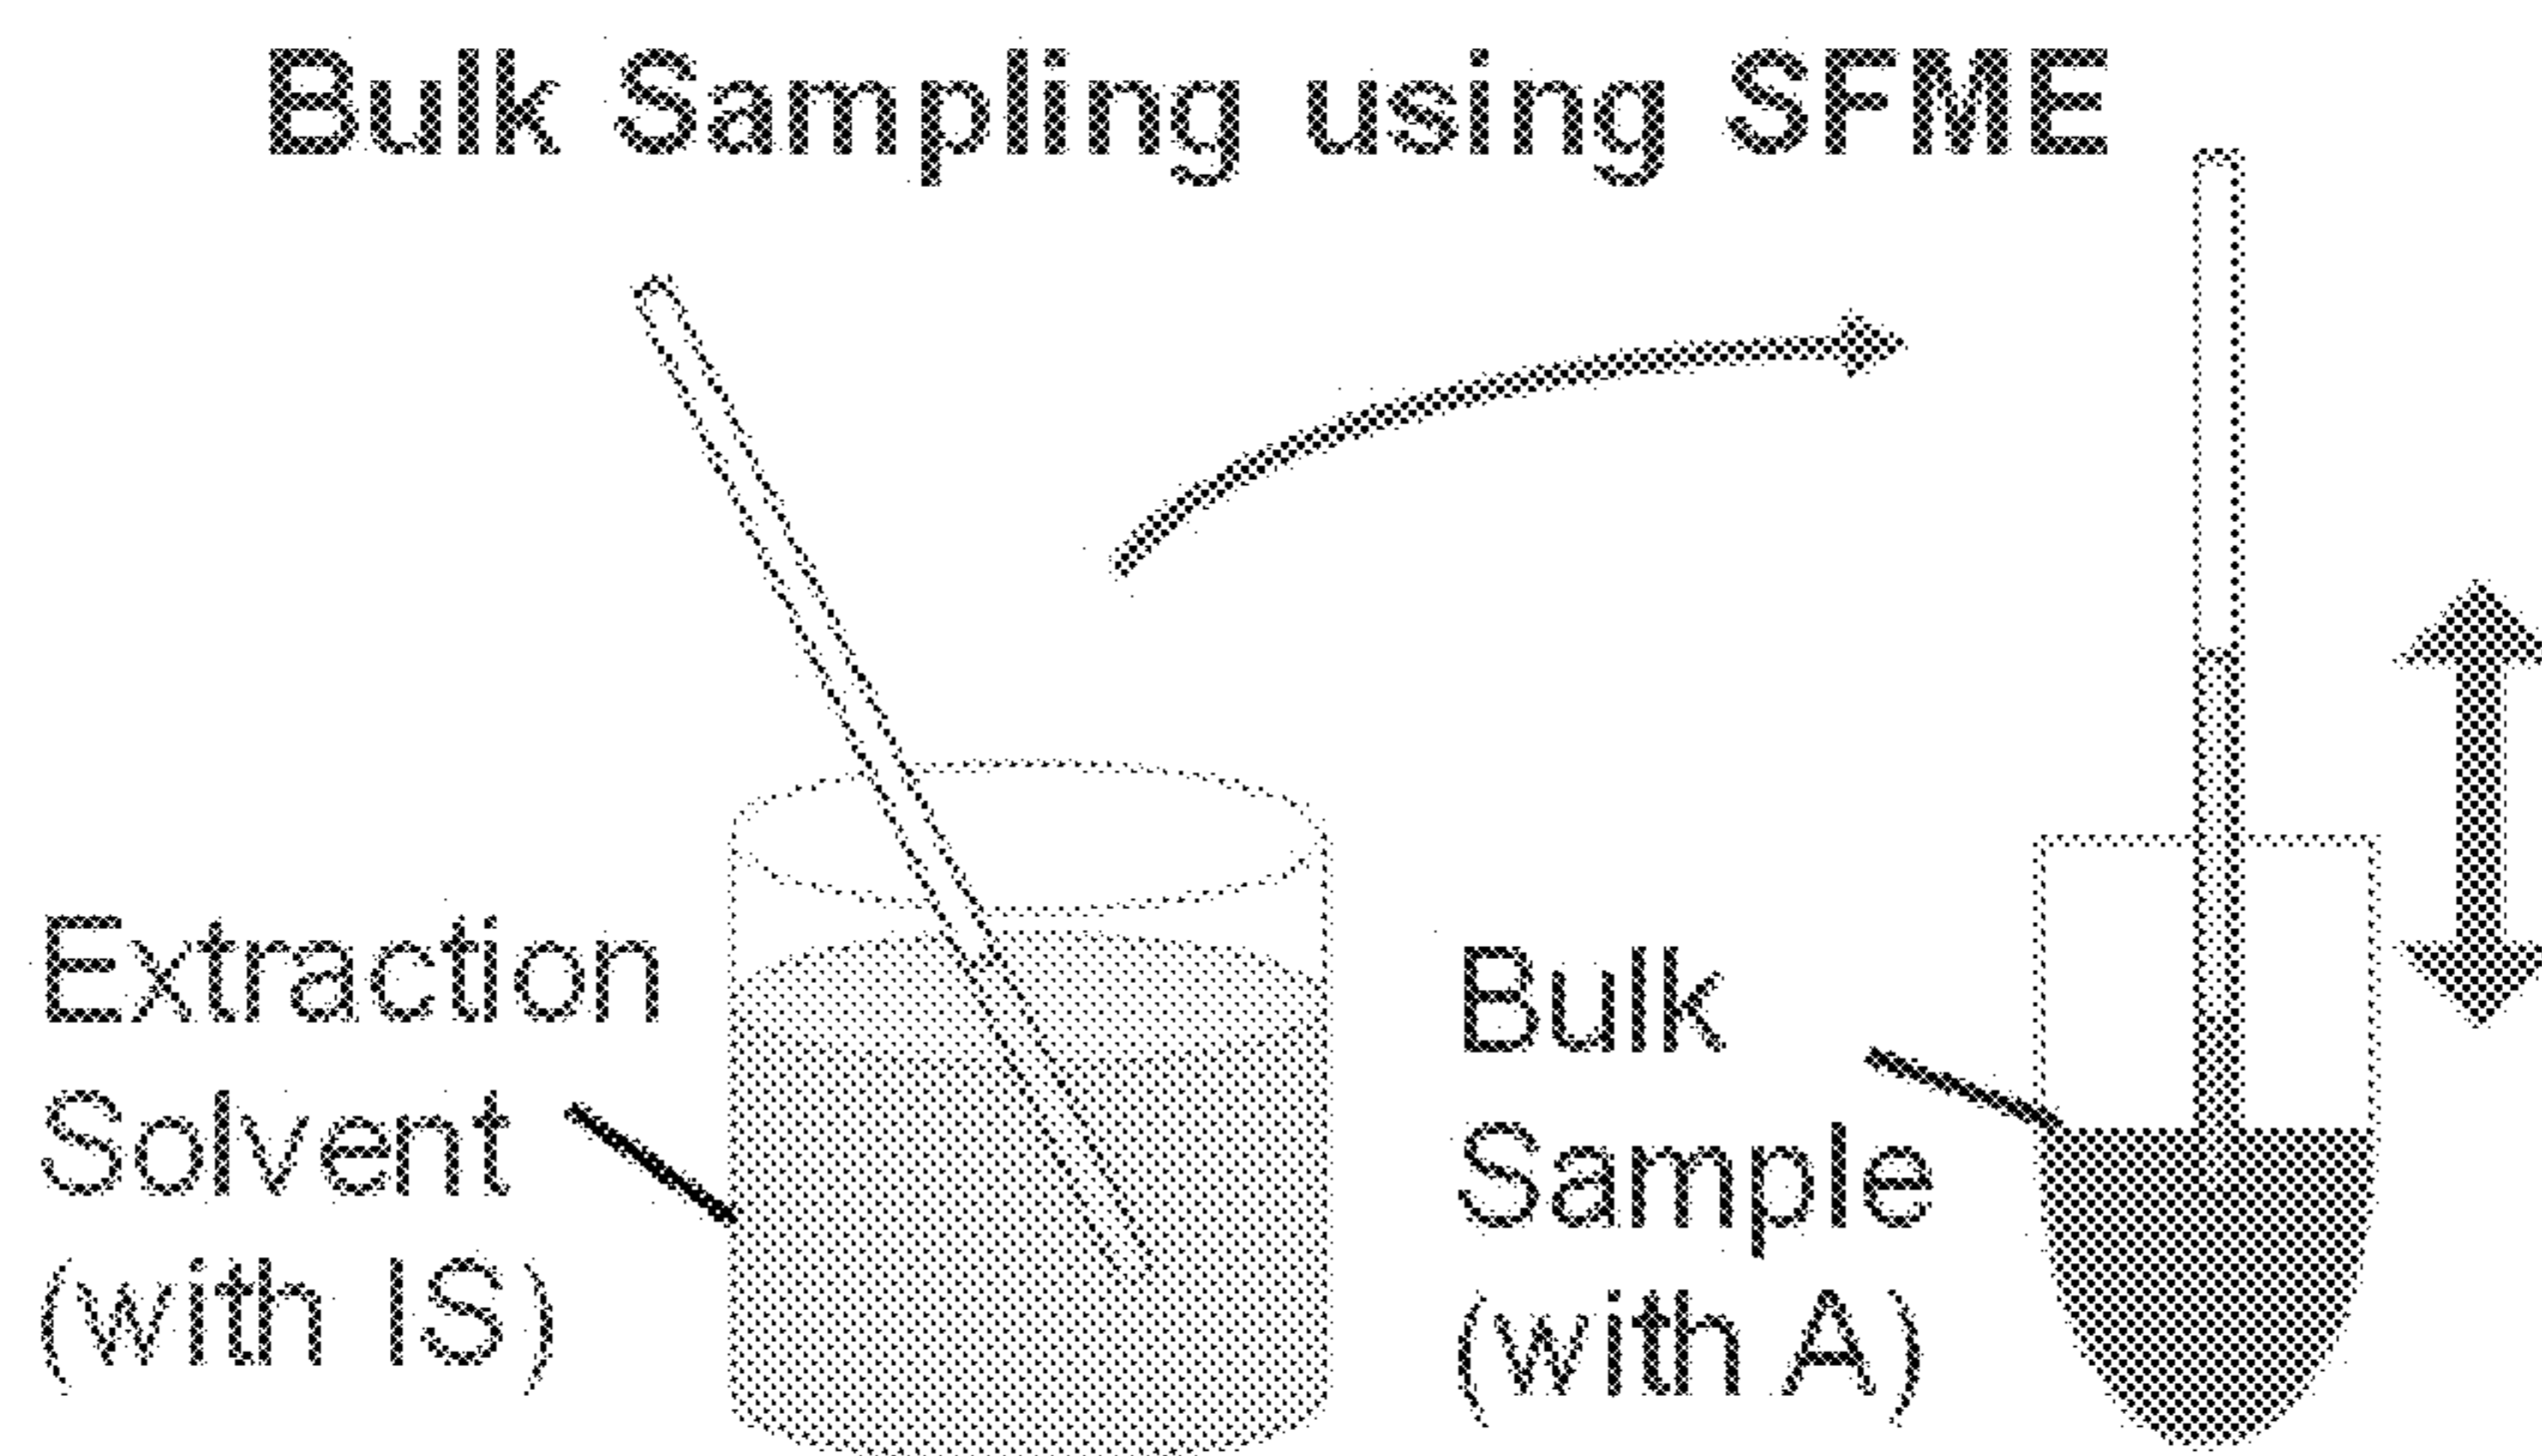 Bulk Sampling using SFME
Extraction
Solvent
(with IS)
Bulk
Sample
(with A)